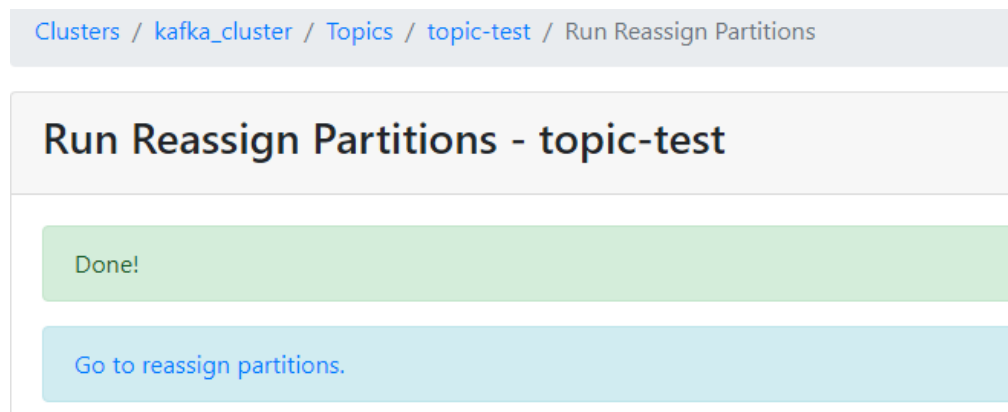 Clusters / kafka_cluster / Topics / topic-test / Run Reassign Partitions
Run Reassign Partitions - topic-test
Done!
Go to reassign partitions.